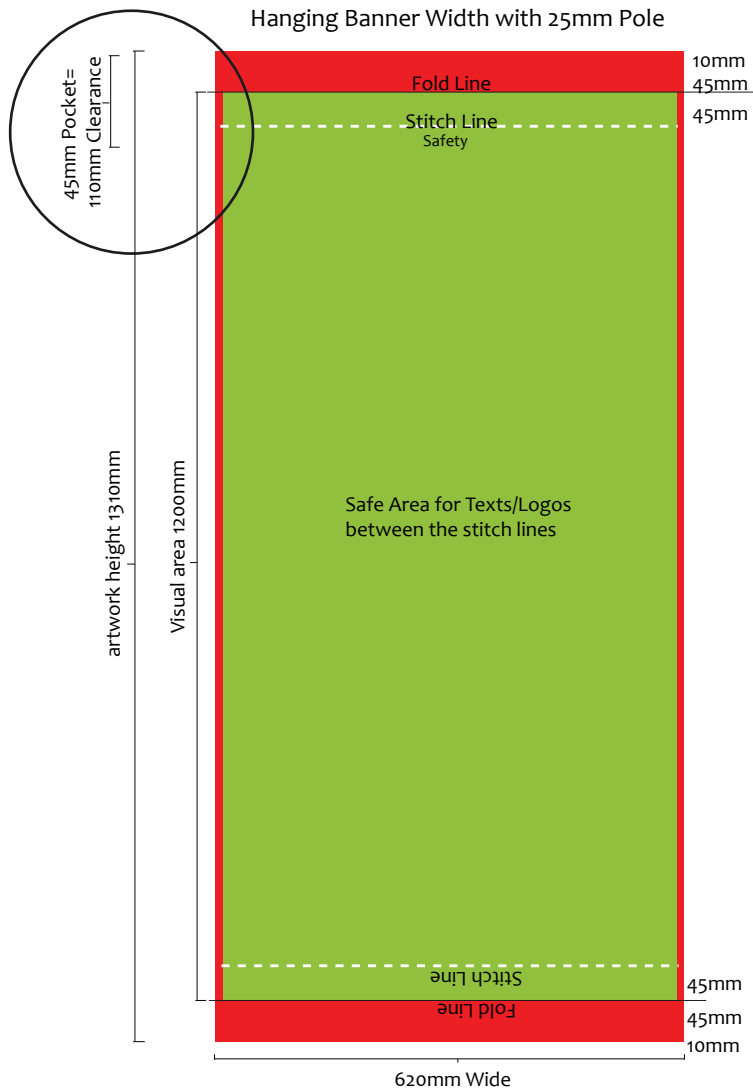 Hanging Banner Width with 25mm Pole
10mm
Fold Line
45mm
45mm
Stitch Line
Safety
45mm Pocket=
110mm Clearance
artwork height 1310mm
Visual area 1200mm
Safe Area for Texts/Logos
between the stitch lines
Stitch Line
45mm
Fold Line
45mm
10mm
620mm Wide